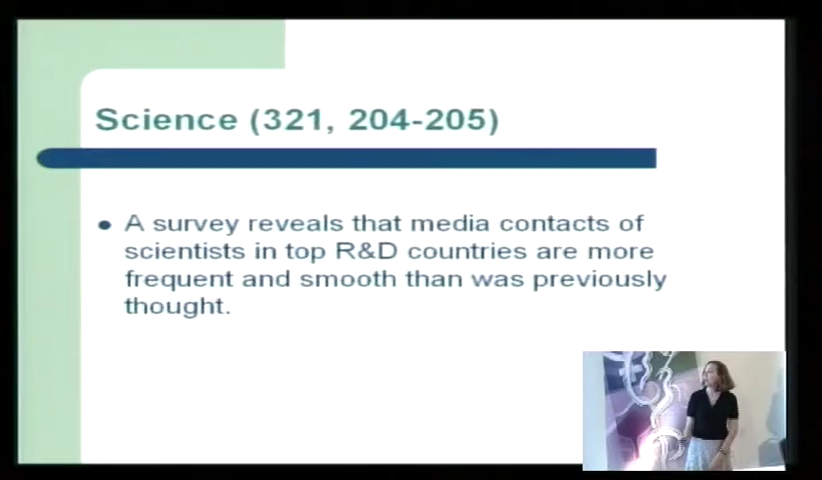 Science (321, 204-205)
A survey reveals that media contacts of
scientists in top R&D countries are more
frequent and smooth than was previously
thought.